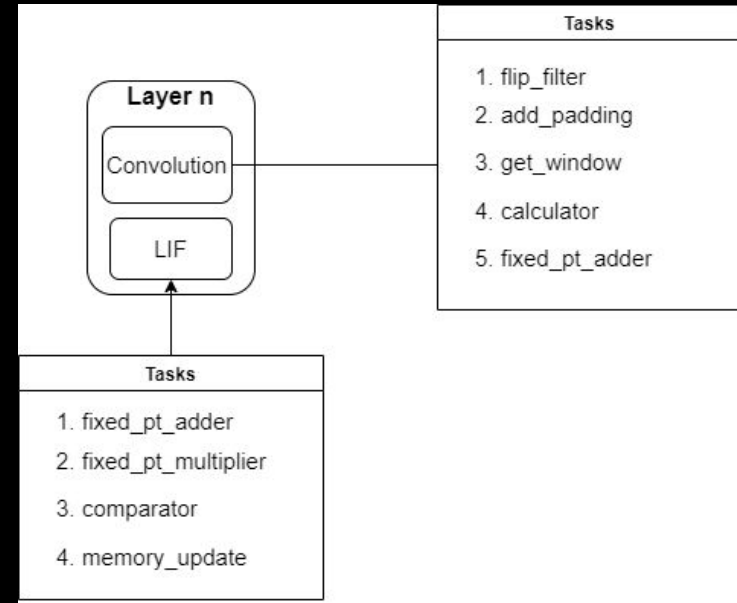 Layer n
Convolution
LIF
Tasks
1. flip_filter
2. add_padding
3. get_window
4. calculator
5. fixed_pt_adder
Tasks
1. fixed_pt_adder
2. fixed_pt_multiplier
3. comparator
4. memory_update